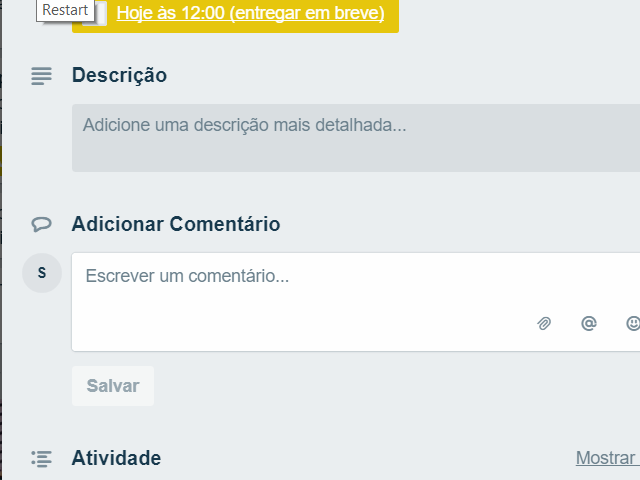 Restart
Hoje às 12:00 (entregar em breve)
Descrição
Adicione uma descrição mais detalhada...
Adicionar Comentário
S
Escrever um comentário...
@
Salvar
Atividade
Mostrar